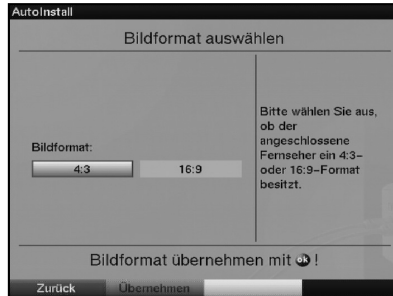 AutoInstall
Bildformat auswählen
Bitte wählen Sie aus,
ob der
angeschlossene
Fernseher ein 4:3-
oder 16:9-Format
besitzt.
Bildformat:
4:3 16:9
Bildformat übernehmen mit ok !
Zurück Übernehmen